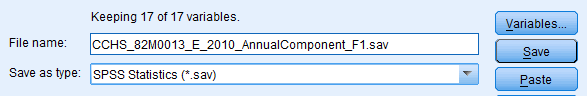 Keeping 17 of 17 variables.
Variables...
File name: CCHS_82M0013_E_2010_AnnualComponent_F1.sav
Save
Save as type: SPSS Statistics (*.sav)
Paste